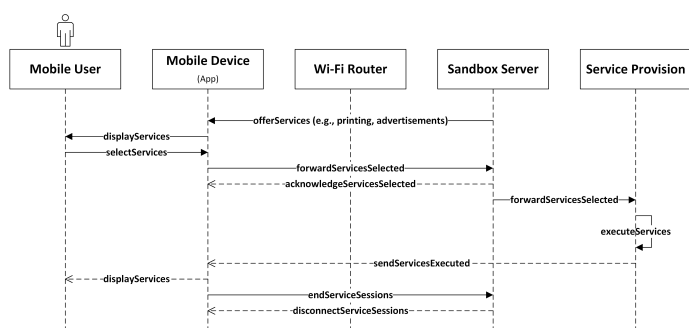 Mobile User
Mobile Device
(App)
Wi-Fi Router
Sandbox Server
Service Provision
offerServices (e.g., printing, advertisements)
displayServices
selectServices
forwardServicesSelected
acknowledgeServicesSelected
forwardServicesSelected
executeServices
sendServicesExecuted
displayServices
endServiceSessions
disconnectServiceSessions